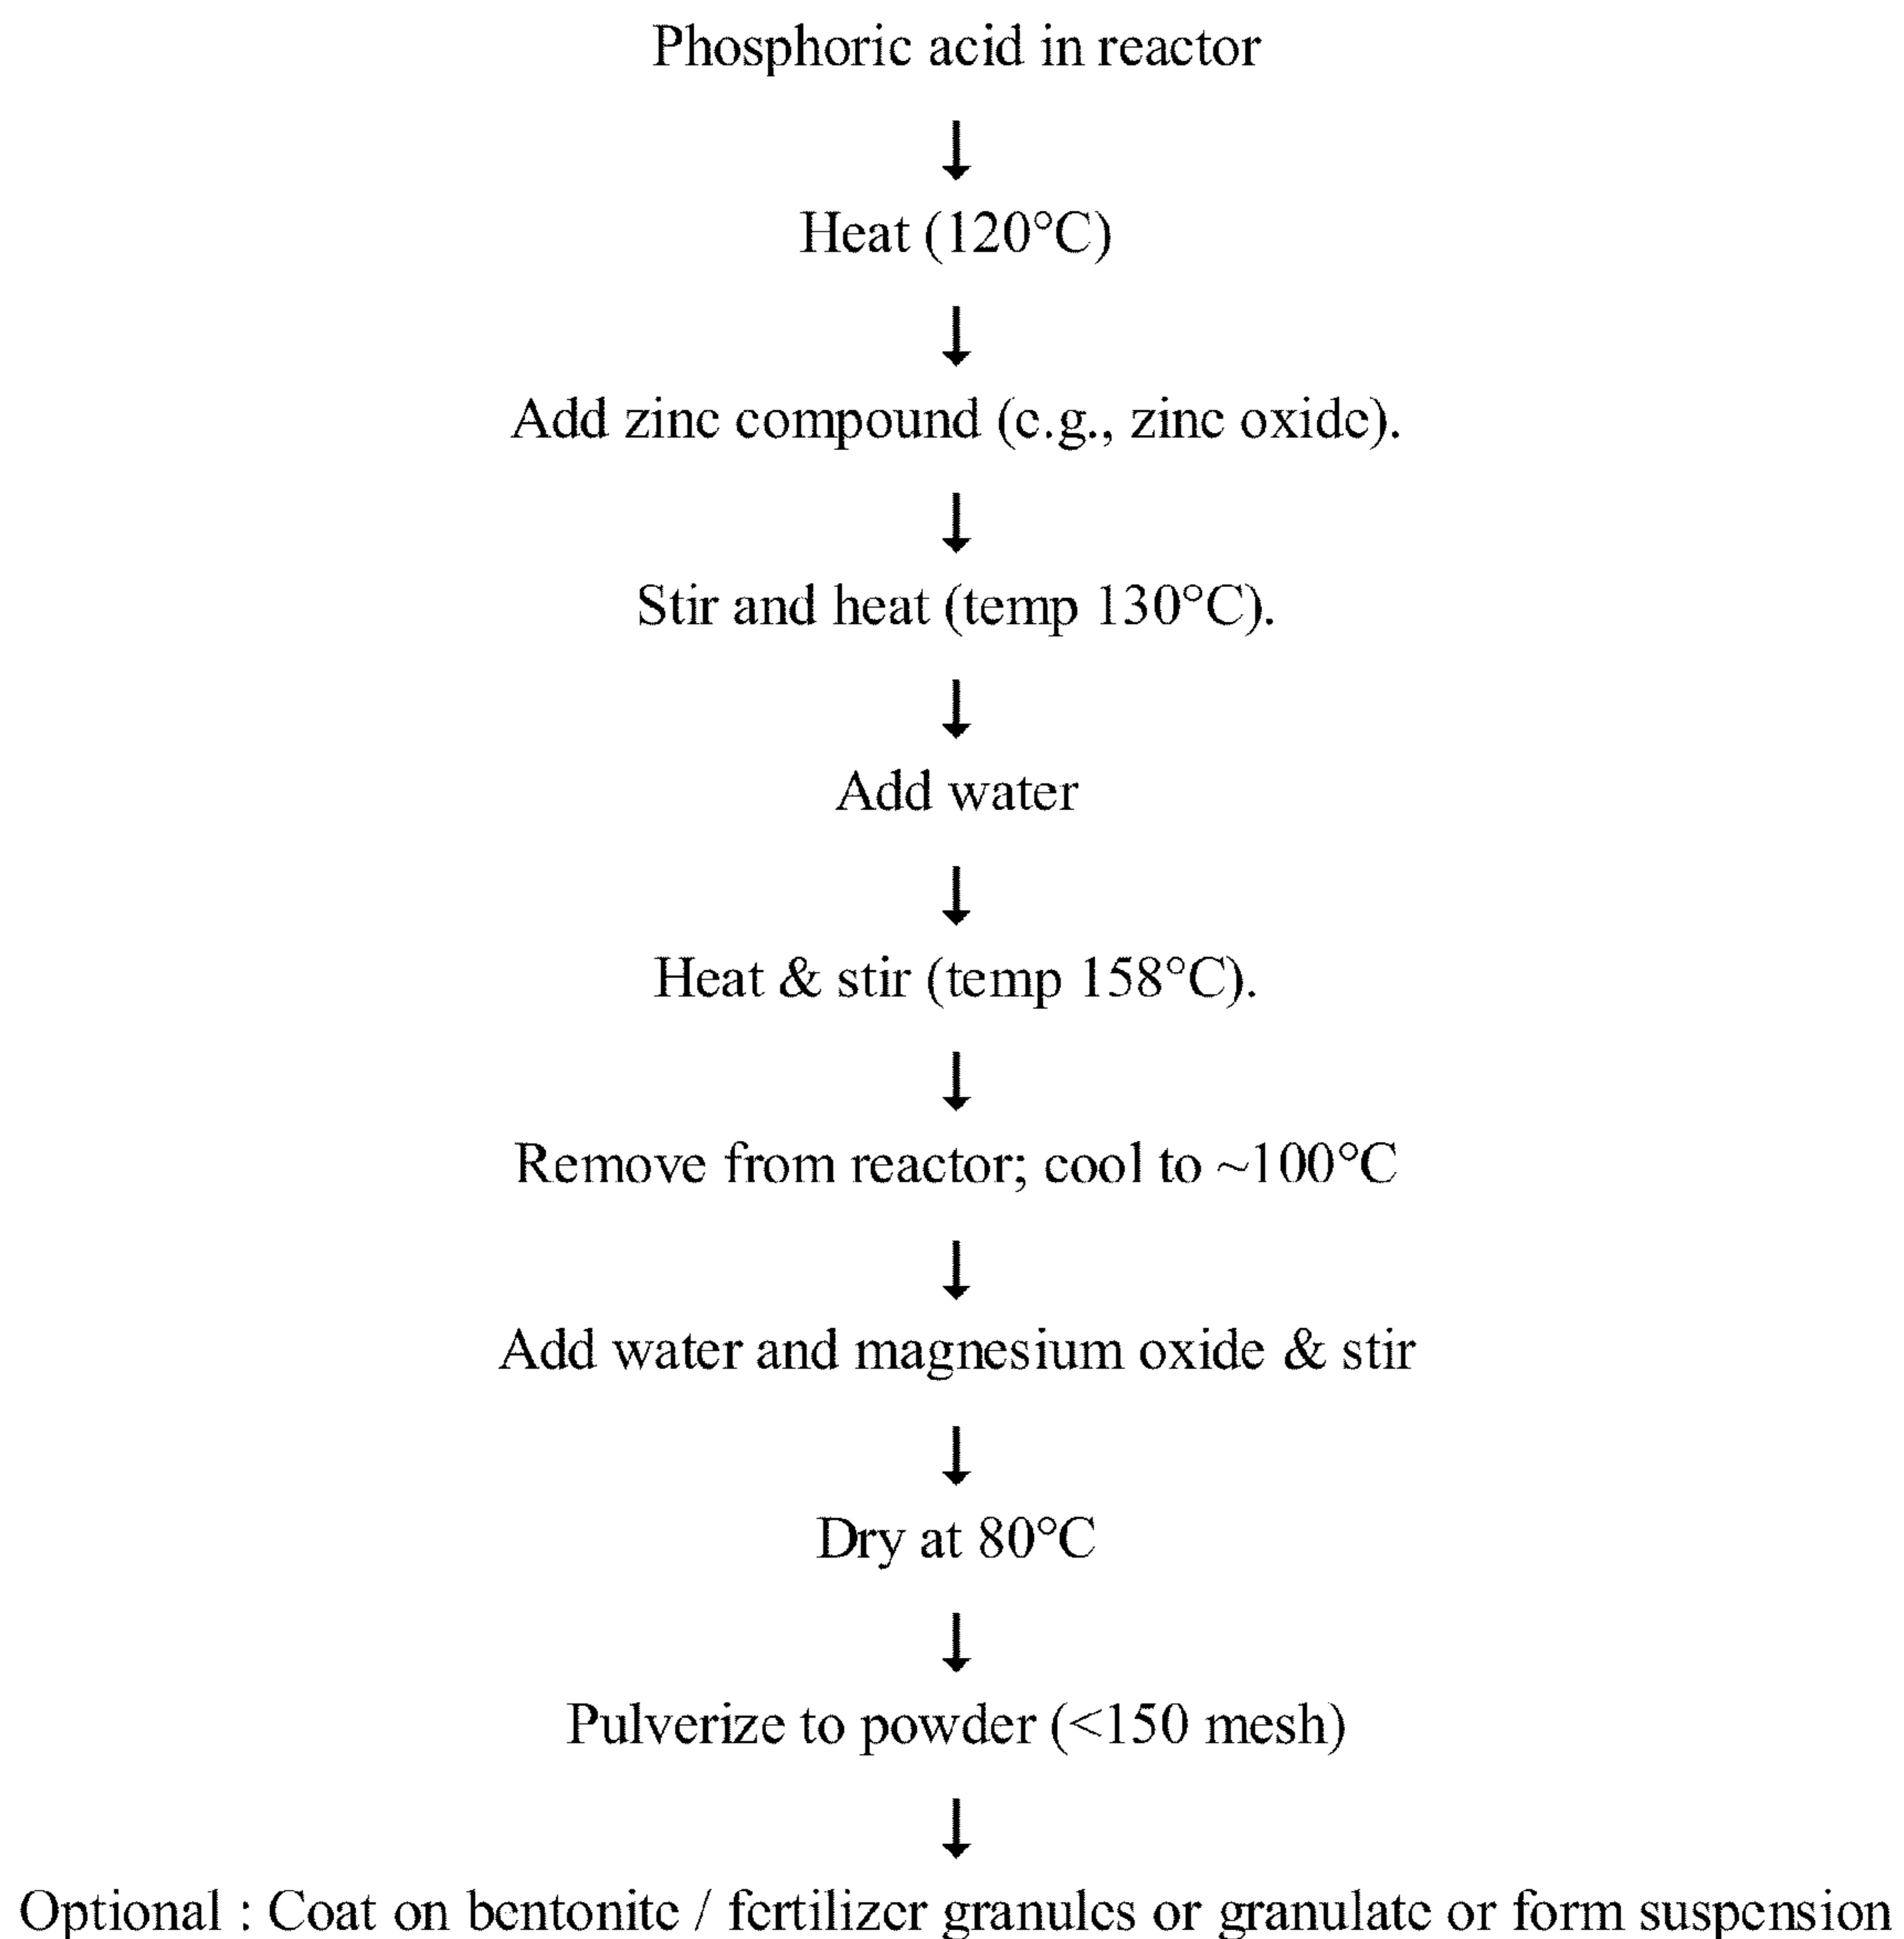 Phosphoric acid in reactor
↓
Heat (120°C)
↓
Add zinc compound (e.g., zinc oxide).
↓
Stir and heat (temp 130°C).
↓
Add water
↓
Heat & stir (temp 158°C).
↓
Remove from reactor; cool to ~100°C
↓
Add water and magnesium oxide & stir
↓
Dry at 80°C
↓
Pulverize to powder (<150 mesh)
↓
Optional : Coat on bentonite / fertilizer granules or granulate or form suspension